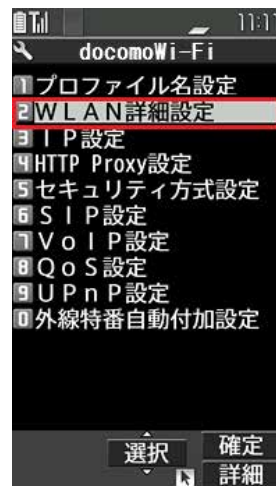 11:1
docomoWi-Fi
1プロファイル名設定
2WLAN詳細設定
3IP設定
4HTTP Proxy設定
5セキュリティ方式設定
6SIP設定
7VoIP設定
8QoS設定
9UPnP設定
0外線特番自動付加設定
確定
選択
詳細